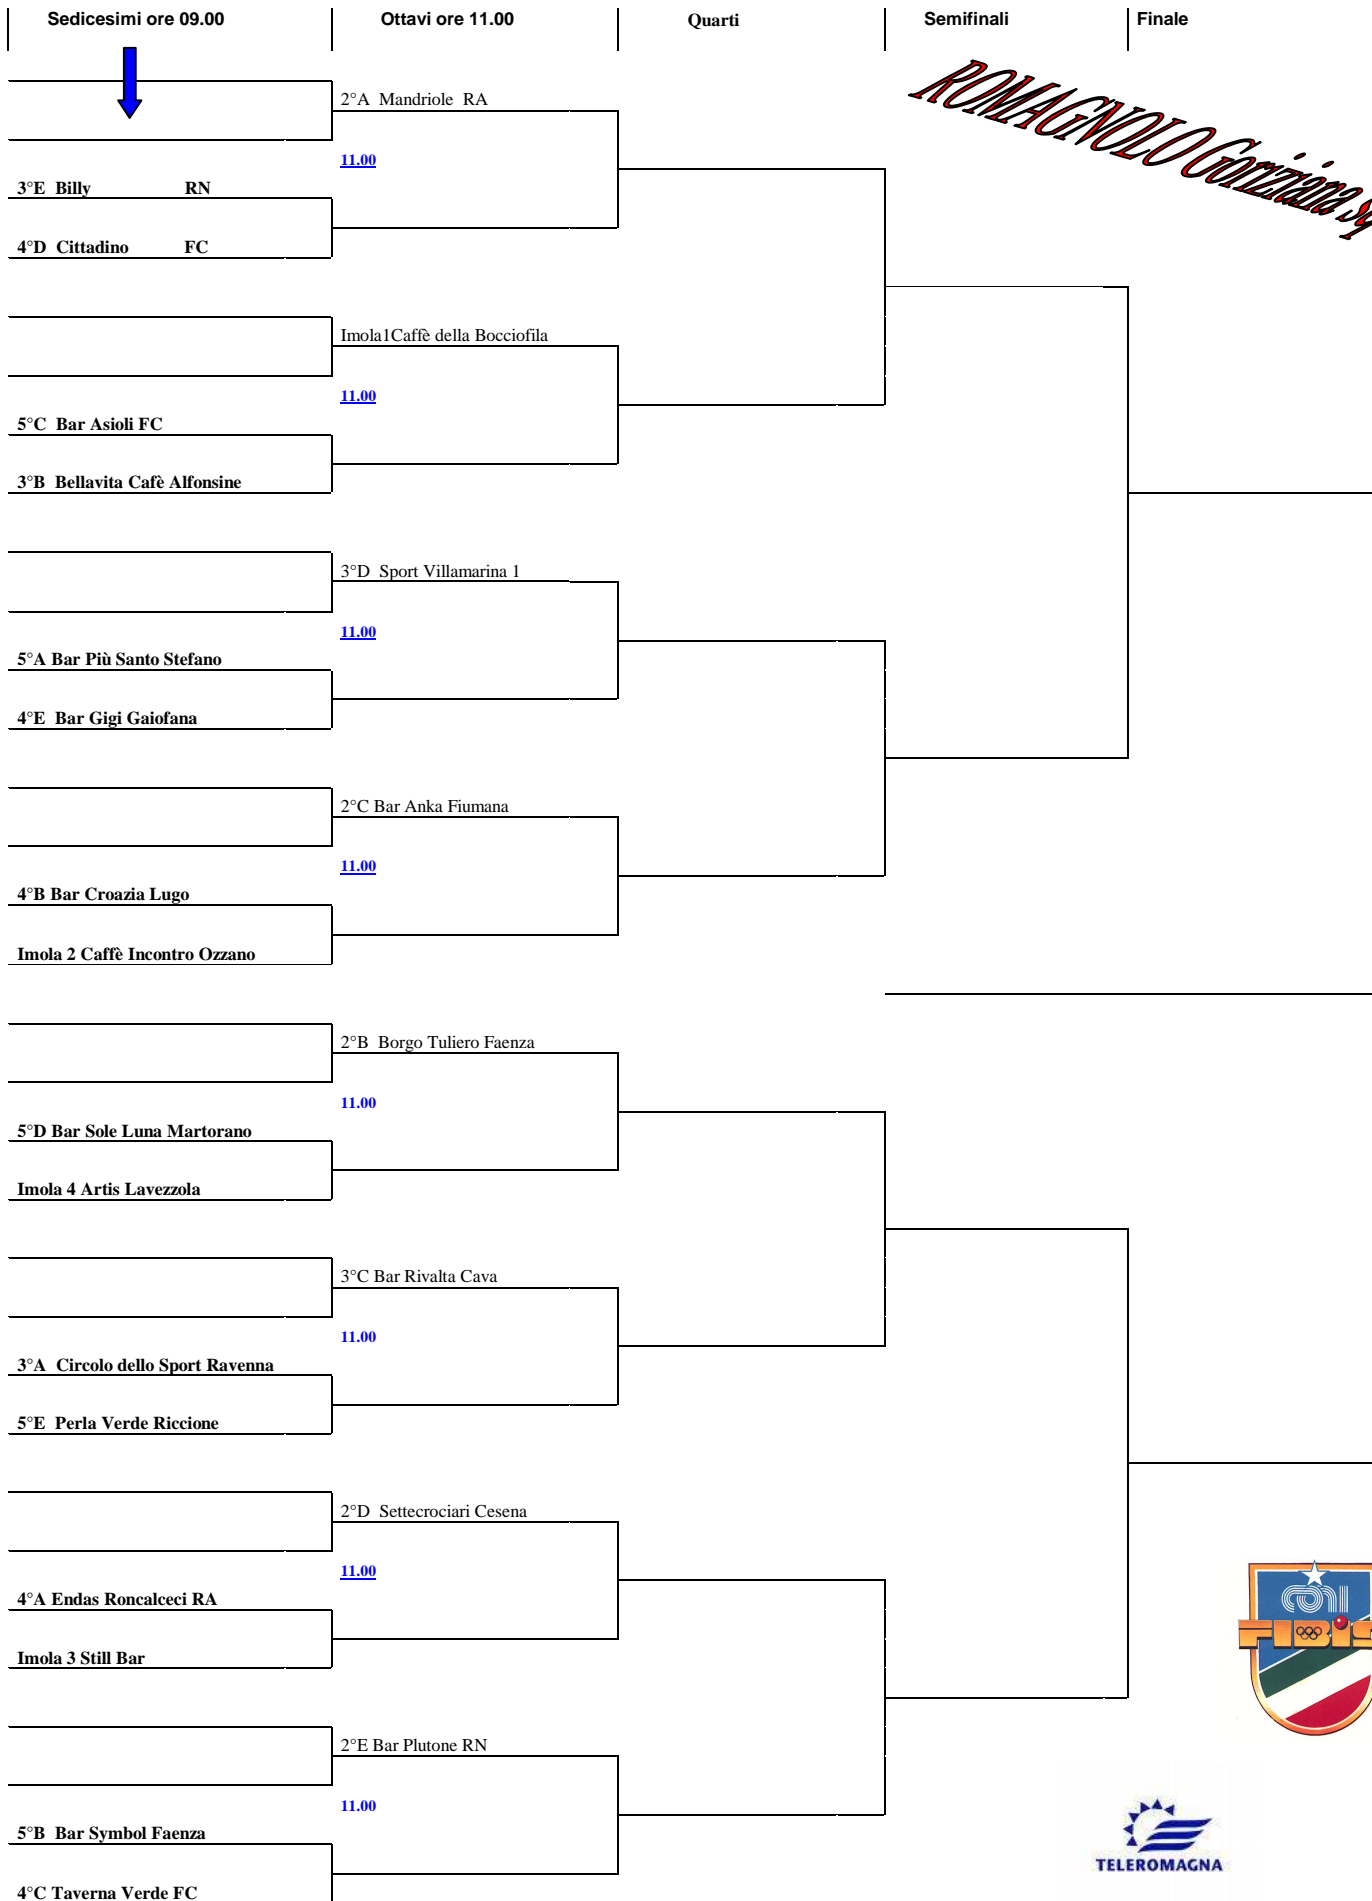 Sedicesimi ore 09.00 Ottavi ore 11.00 Quarti Semifinali Finale
ROMAGNOLO Goriziana
2°A Mandriole RA
11.00
3°E Billy RN
4°D Cittadino FC
Imola1Caffè della Bocciofila
11.00
5°C Bar Asioli FC
3°B Bellavita Cafè Alfonsine
3°D Sport Villamarina 1
11.00
5°A Bar Più Santo Stefano
4°E Bar Gigi Gaiofana
2°C Bar Anka Fiumana
11.00
4°B Bar Croazia Lugo
Imola 2 Caffè Incontro Ozzano
2°B Borgo Tuliero Faenza
11.00
5°D Bar Sole Luna Martorano
Imola 4 Artis Lavezzola
3°C Bar Rivalta Cava
11.00
3°A Circolo dello Sport Ravenna
5°E Perla Verde Riccione
2°D Settecrociari Cesena
11.00
4°A Endas Roncalceci RA
Imola 3 Still Bar
CONI
FIBiS
2°E Bar Plutone RN
11.00
5°B Bar Symbol Faenza
TELEROMAGNA
4°C Taverna Verde FC